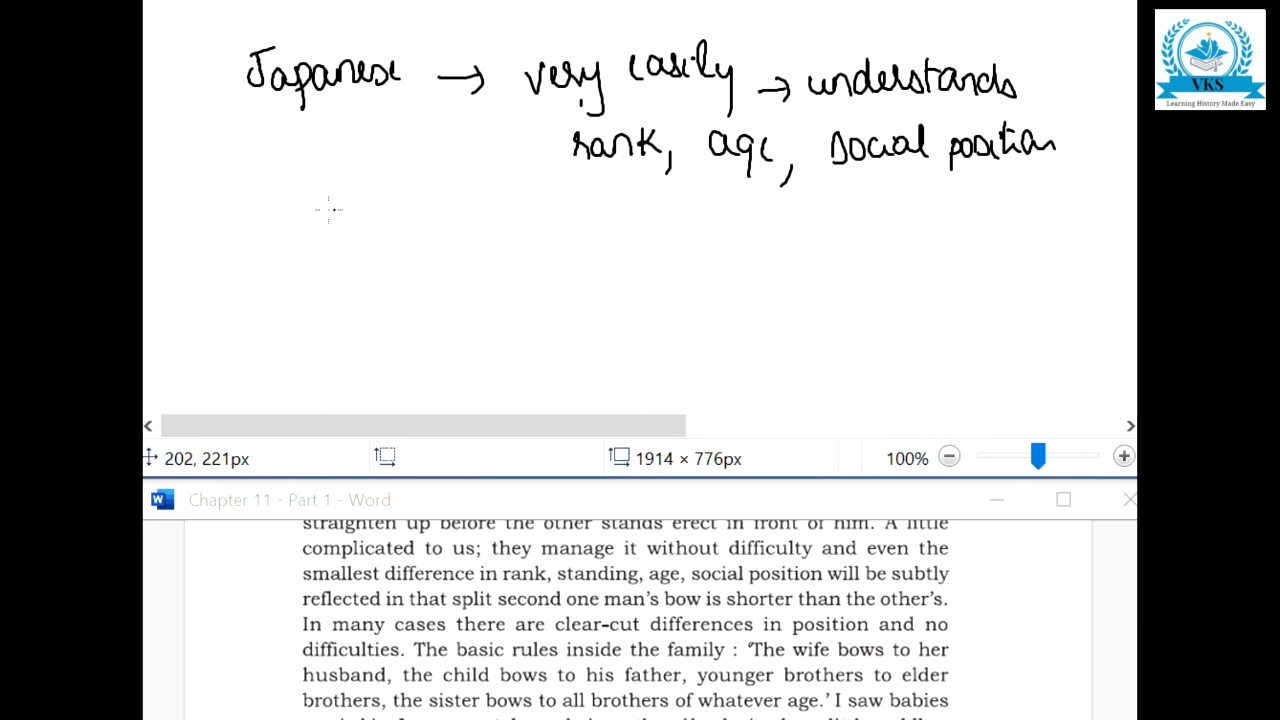 Japanese → very easily → understands
rank, age, social position
VKS
Learning History Made Easy
202, 221px
1914 × 776px
100%
Chapter 11 - Part 1 - Word
straighten up before the other stands erect in front of him. A little
complicated to us; they manage it without difficulty and even the
smallest difference in rank, standing, age, social position will be subtly
reflected in that split second one man's bow is shorter than the other's.
In many cases there are clear-cut differences in position and no
difficulties. The basic rules inside the family : 'The wife bows to her
husband, the child bows to his father, younger brothers to elder
brothers, the sister bows to all brothers of whatever age.' I saw babies